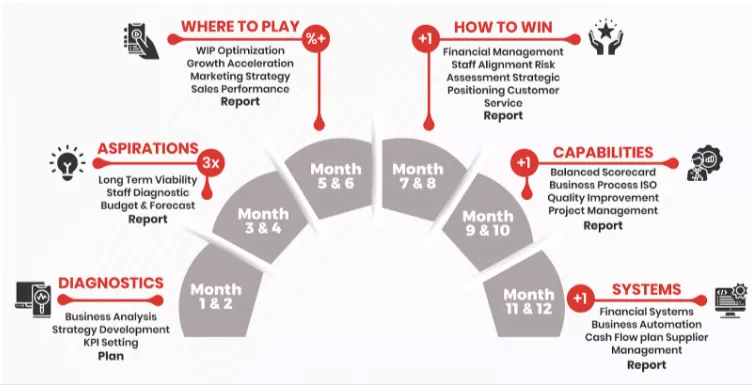 WHERE TO PLAY
%+
WIP Optimization
Growth Acceleration
Marketing Strategy
Sales Performance
Report
+1
HOW TO WIN
Financial Management
Staff Alignment Risk
Assessment Strategic
Positioning Customer
Service
Report
ASPIRATIONS
3x
Long Term Viability
Staff Diagnostic
Budget & Forecast
Report
+1
CAPABILITIES
Balanced Scorecard
Business Process ISO
Quality Improvement
Project Management
Report
DIAGNOSTICS
Business Analysis
Strategy Development
KPI Setting
Plan
+1
SYSTEMS
Financial Systems
Business Automation
Cash Flow plan Supplier
Management
Report
Month
1 & 2
Month
3 & 4
Month
5 & 6
Month
7 & 8
Month
9 & 10
Month
11 & 12